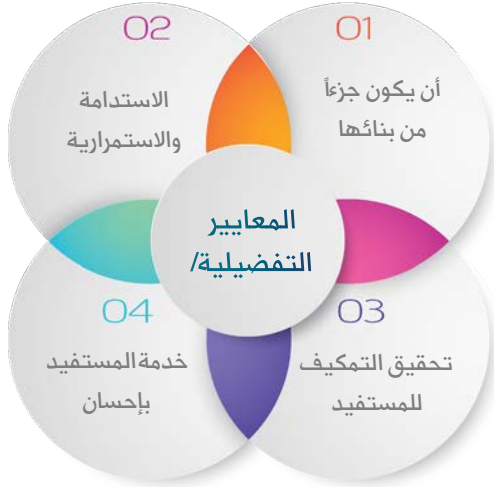 01
أن يكون جزءاً
من بنائها
02
الاستدامة
والاستمرارية
المعايير
التفضيلية/
03
تحقيق التمكيف
للمستفيد
04
خدمة المستفيد
بإحسان